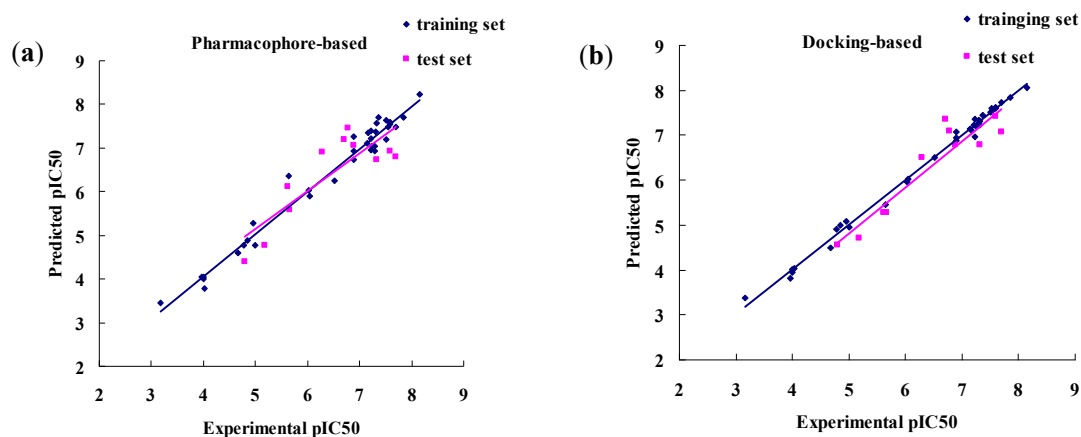 (a)
Pharmacophore-based
training set
test set
9
8
7
6
5
4
3
2
Predicted pIC50
2 3 4 5 6 7 8 9
Experimental pIC50
(b)
Docking-based
trainging set
test set
9
8
7
6
5
4
3
2
Predicted pIC50
2 3 4 5 6 7 8 9
Experimental pIC50